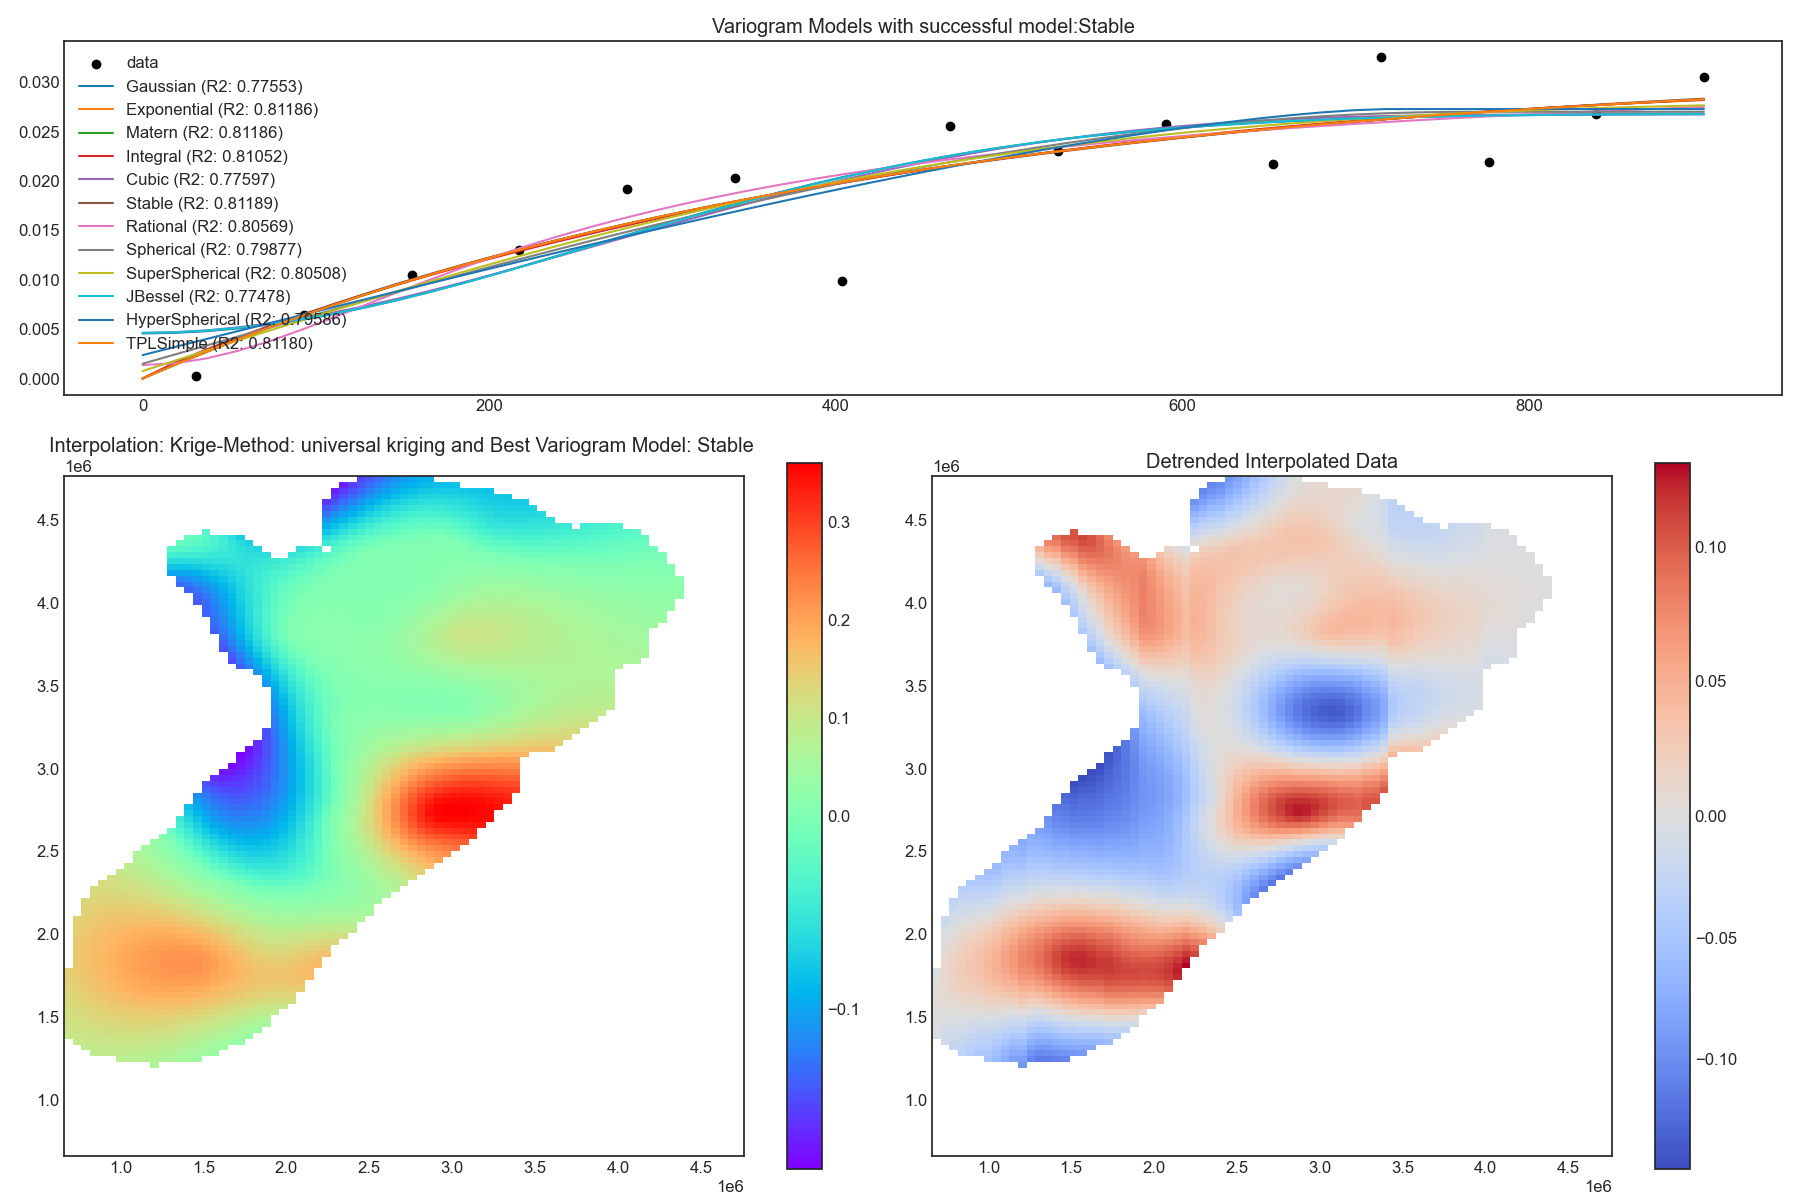 Variogram Models with successful model:Stable
data
Gaussian (R2: 0.77553)
Exponential (R2: 0.81186)
Matern (R2: 0.81186)
Integral (R2: 0.81052)
Cubic (R2: 0.77597)
Stable (R2: 0.81189)
Rational (R2: 0.80569)
Spherical (R2: 0.79877)
SuperSpherical (R2: 0.80508)
JBessel (R2: 0.77478)
HyperSpherical (R2: 0.79586)
TPLSimple (R2: 0.81180)
0.030
0.025
0.020
0.015
0.010
0.005
0.000
0 200 400 600 800
Interpolation: Krige-Method: universal kriging and Best Variogram Model: Stable
1e6
4.5
4.0
3.5
3.0
2.5
2.0
1.5
1.0
1.0 1.5 2.0 2.5 3.0 3.5 4.0 4.5
1e6
0.3
0.2
0.1
0.0
−0.1
Detrended Interpolated Data
1e6
4.5
4.0
3.5
3.0
2.5
2.0
1.5
1.0
1.0 1.5 2.0 2.5 3.0 3.5 4.0 4.5
1e6
0.10
0.05
0.00
−0.05
−0.10